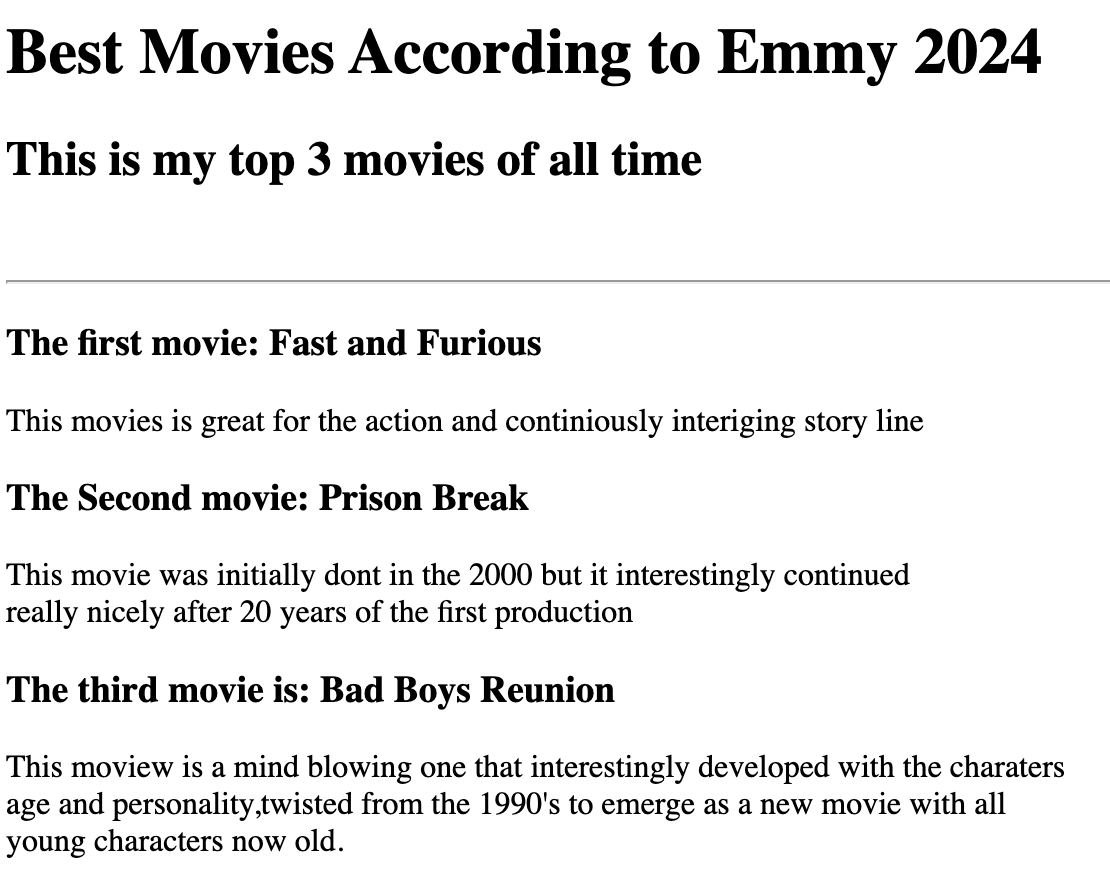 Best Movies According to Emmy 2024
This is my top 3 movies of all time
The first movie: Fast and Furious
This movies is great for the action and continiously interiging story line
The Second movie: Prison Break
This movie was initially dont in the 2000 but it interestingly continued
really nicely after 20 years of the first production
The third movie is: Bad Boys Reunion
This moview is a mind blowing one that interestingly developed with the charaters
age and personality,twisted from the 1990's to emerge as a new movie with all
young characters now old.